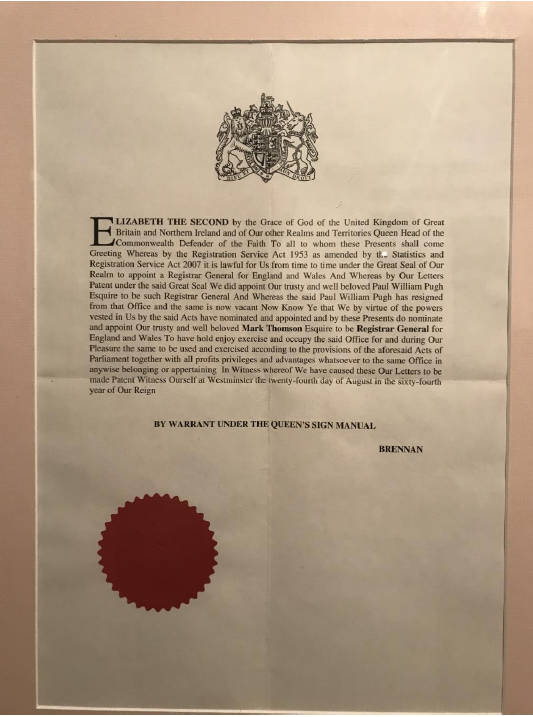 ELIZABETH THE SECOND by the Grace of God of the United Kingdom of Great
Britain and Northern Ireland and of Our other Realms and Territories Queen Head of the
Commonwealth Defender of the Faith To all to whom these Presents shall come
Greeting Whereas by the Registration Service Act 1953 as amended by the Statistics and
Registration Service Act 2007 it is lawful for Us from time to time under the Great Seal of Our
Realm to appoint a Registrar General for England and Wales And Whereas by Our Letters
Patent under the said Great Seal We did appoint Our trusty and well beloved Paul William Pugh
Esquire to be such Registrar General And Whereas the said Paul William Pugh has resigned
from that Office and the same is now vacant Now Know Ye that We by virtue of the powers
vested in Us by the said Acts have nominated and appointed and by these Presents do nominate
and appoint Our trusty and well beloved Mark Thomson Esquire to be Registrar General for
England and Wales To have hold enjoy exercise and occupy the said Office for and during Our
Pleasure the same to be used and exercised according to the provisions of the aforesaid Acts of
Parliament together with all profits privileges and advantages whatsoever to the same Office in
anywise belonging or appertaining In Witness whereof We have caused these Our Letters to be
made Patent Witness Ourself at Westminster the twenty-fourth day of August in the sixty-fourth
year of Our Reign
BY WARRANT UNDER THE QUEEN'S SIGN MANUAL
BRENNAN